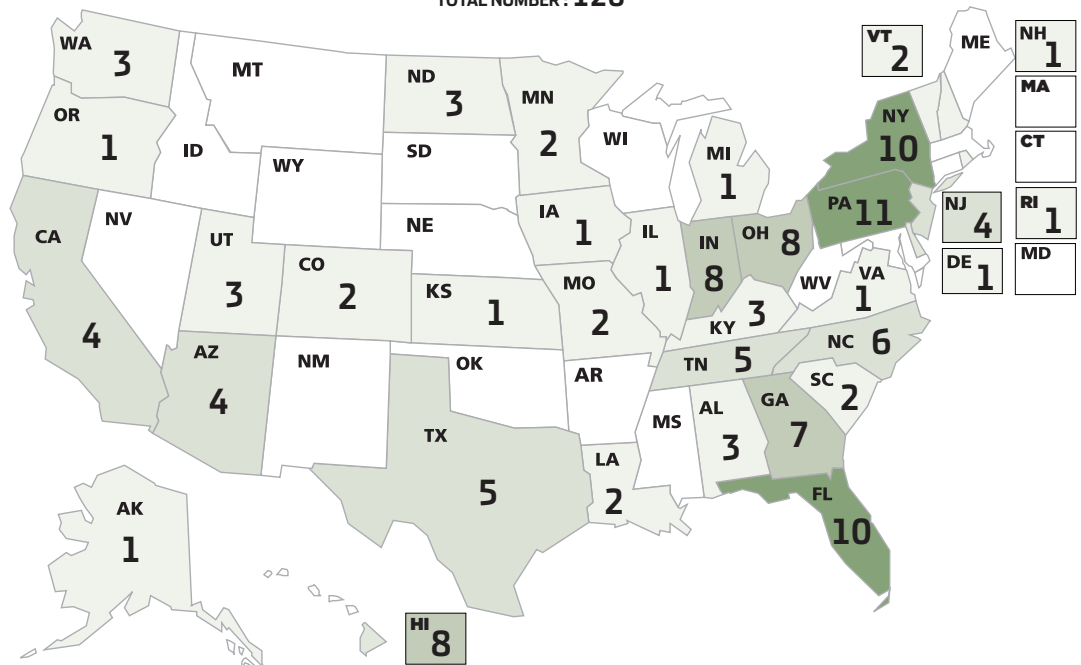 TOTAL NUMBER:
WA
3
MT
ND
3
MN
2
VT
2
ME
NH
1
MA
OR
1
ID
WY
SD
WI
MI
1
NY
10
CT
CA
4
NV
UT
3
CO
2
NE
IA
1
IL
1
IN
8
OH
8
PA 11
NJ
4
RI
1
DE
1
MD
KS
1
MO
2
KY 3
WV
VA
1
AZ
4
NM
OK
AR
TN 5
NC 6
SC
2
TX
5
LA
2
MS
AL
3
GA
7
FL
10
AK
1
HI
8